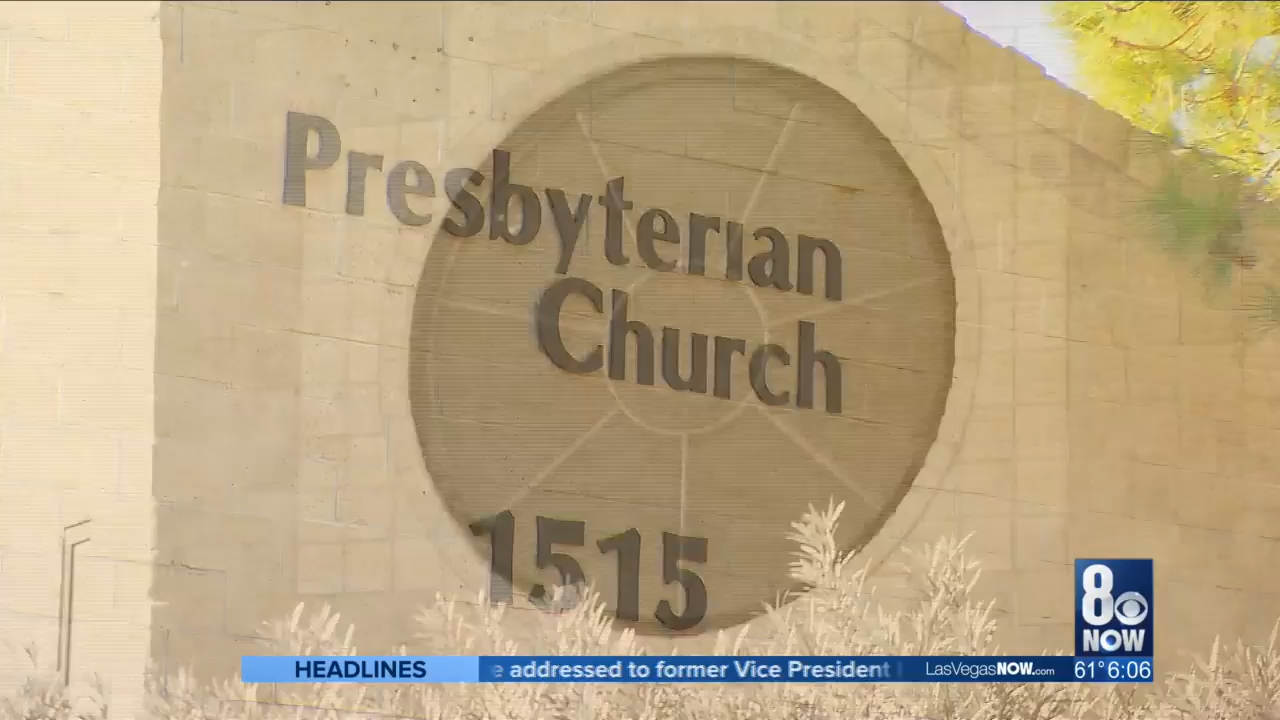 Presbyterian
Church
1515
8
NOW
HEADLINES
addressed to former Vice President
LasVegasNOW.com
61° 6:06